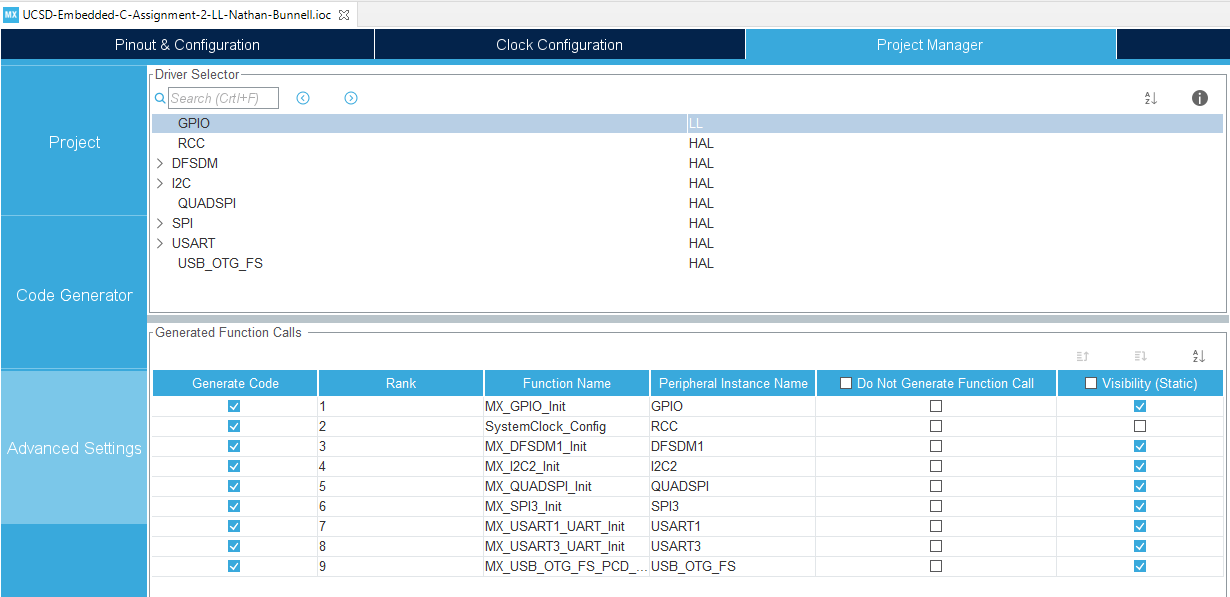 MX UCSD-Embedded-C-Assignment-2-LL-Nathan-Bunnell.ioc
Pinout & Configuration Clock Configuration Project Manager
Project
Code Generator
Advanced Settings
Driver Selector
Search (Crtl+F)
GPIO LL
RCC HAL
DFSDM HAL
I2C HAL
QUADSPI HAL
SPI HAL
USART HAL
USB_OTG_FS HAL
Generated Function Calls
Generate Code Rank Function Name Peripheral Instance Name Do Not Generate Function Call Visibility (Static)
1 MX_GPIO_Init GPIO
2 SystemClock_Config RCC
3 MX_DFSDM1_Init DFSDM1
4 MX_I2C2_Init I2C2
5 MX_QUADSPI_Init QUADSPI
6 MX_SPI3_Init SPI3
7 MX_USART1_UART_Init USART1
8 MX_USART3_UART_Init USART3
9 MX_USB_OTG_FS_PCD_... USB_OTG_FS